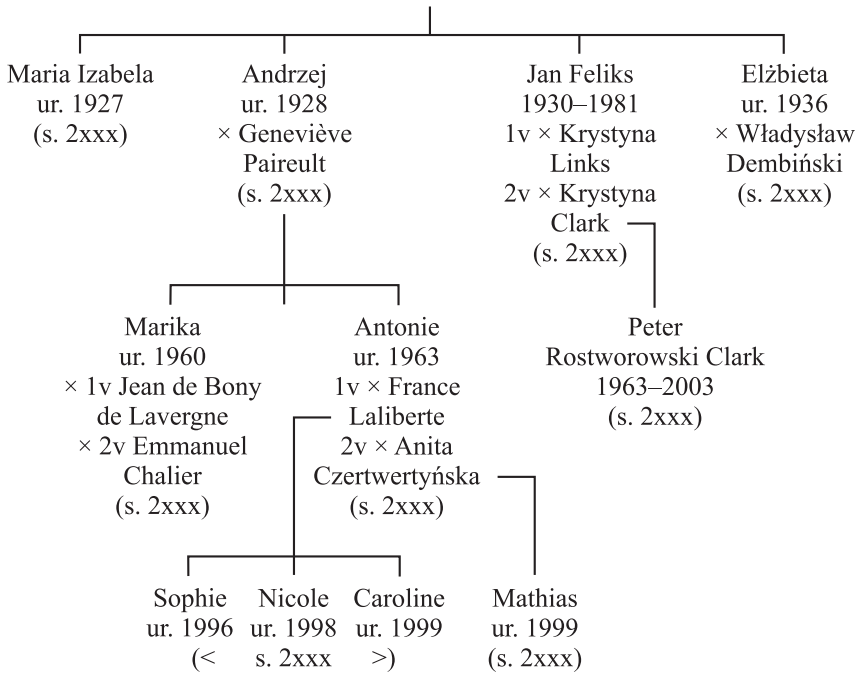 Maria Izabela
ur. 1927
(s. 2xxx)
Andrzej
ur. 1928
× Geneviève
Paireult
(s. 2xxx)
Jan Feliks
1930–1981
1v × Krystyna
Links
2v × Krystyna
Clark
(s. 2xxx)
Elżbieta
ur. 1936
× Władysław
Dembiński
(s. 2xxx)
Marika
ur. 1960
× 1v Jean de Bony
de Lavergne
× 2v Emmanuel
Chalier
(s. 2xxx)
Antonie
ur. 1963
1v × France
Laliberte
2v × Anita
Czertwertyńska
(s. 2xxx)
Peter
Rostworowski Clark
1963–2003
(s. 2xxx)
Sophie
ur. 1996
Nicole
ur. 1998
Caroline
ur. 1999
(< s. 2xxx >)
Mathias
ur. 1999
(s. 2xxx)